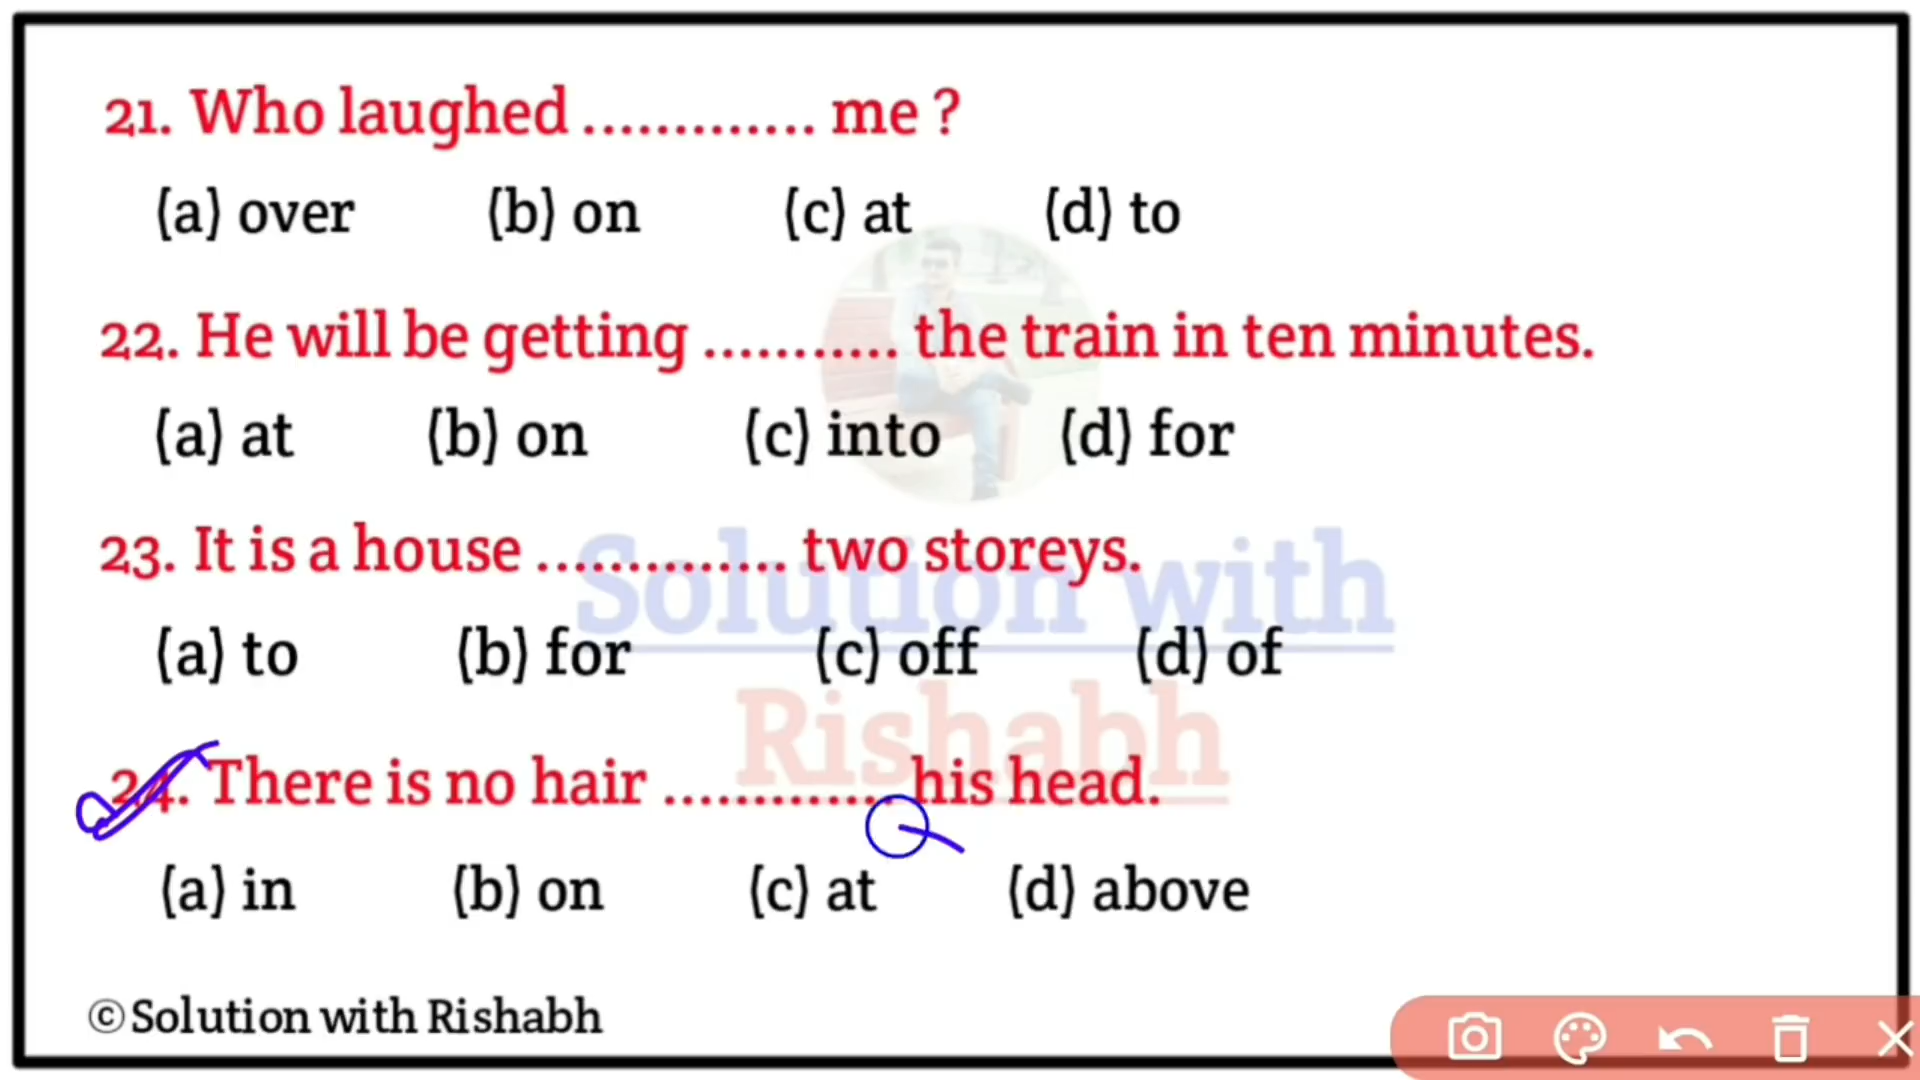 21. Who laughed ............. me ?
(a) over (b) on (c) at (d) to
22. He will be getting ........... the train in ten minutes.
(a) at (b) on (c) into (d) for
23. It is a house .............. two storeys.
(a) to (b) for (c) off (d) of
Solution with
Rishabh
24. There is no hair ............. his head.
(a) in (b) on (c) at (d) above
©Solution with Rishabh